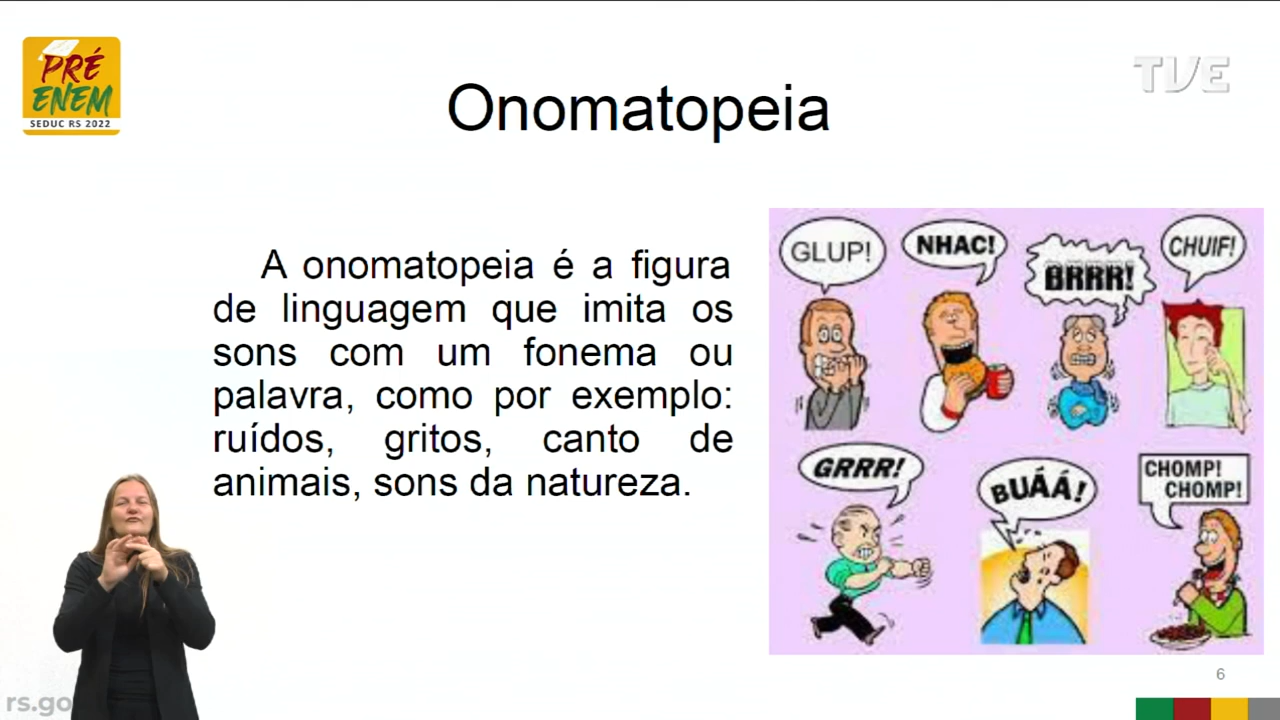 PRÉ
ENEM
SEDUC RS 2022
TVE
Onomatopeia
A onomatopeia é a figura
de linguagem que imita os
sons com um fonema ou
palavra, como por exemplo:
ruídos, gritos, canto de
animais, sons da natureza.
GLUP!
NHAC!
BRRR!
CHUIF!
GRRR!
BUÁÁ!
CHOMP!
CHOMP!
6
rs.go